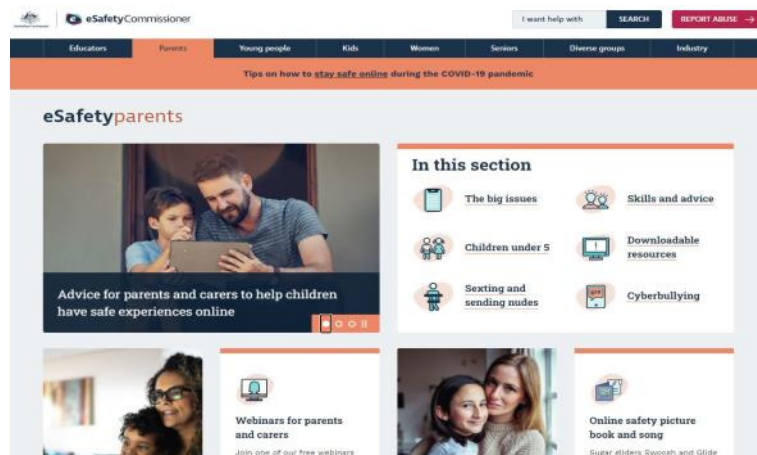 eSafetyCommissioner
I want help with
SEARCH
REPORT ABUSE
Educators
Parents
Young people
Kids
Women
Seniors
Diverse groups
Industry
Tips on how to stay safe online during the COVID-19 pandemic
eSafetyparents
Advice for parents and carers to help children
have safe experiences online
In this section
The big issues
Skills and advice
Children under 5
Downloadable
resources
Sexting and
sending nudes
Cyberbullying
Webinars for parents
and carers
Join one of our free webinars
Online safety picture
book and song
Sugar gliders Swoosh and Glide